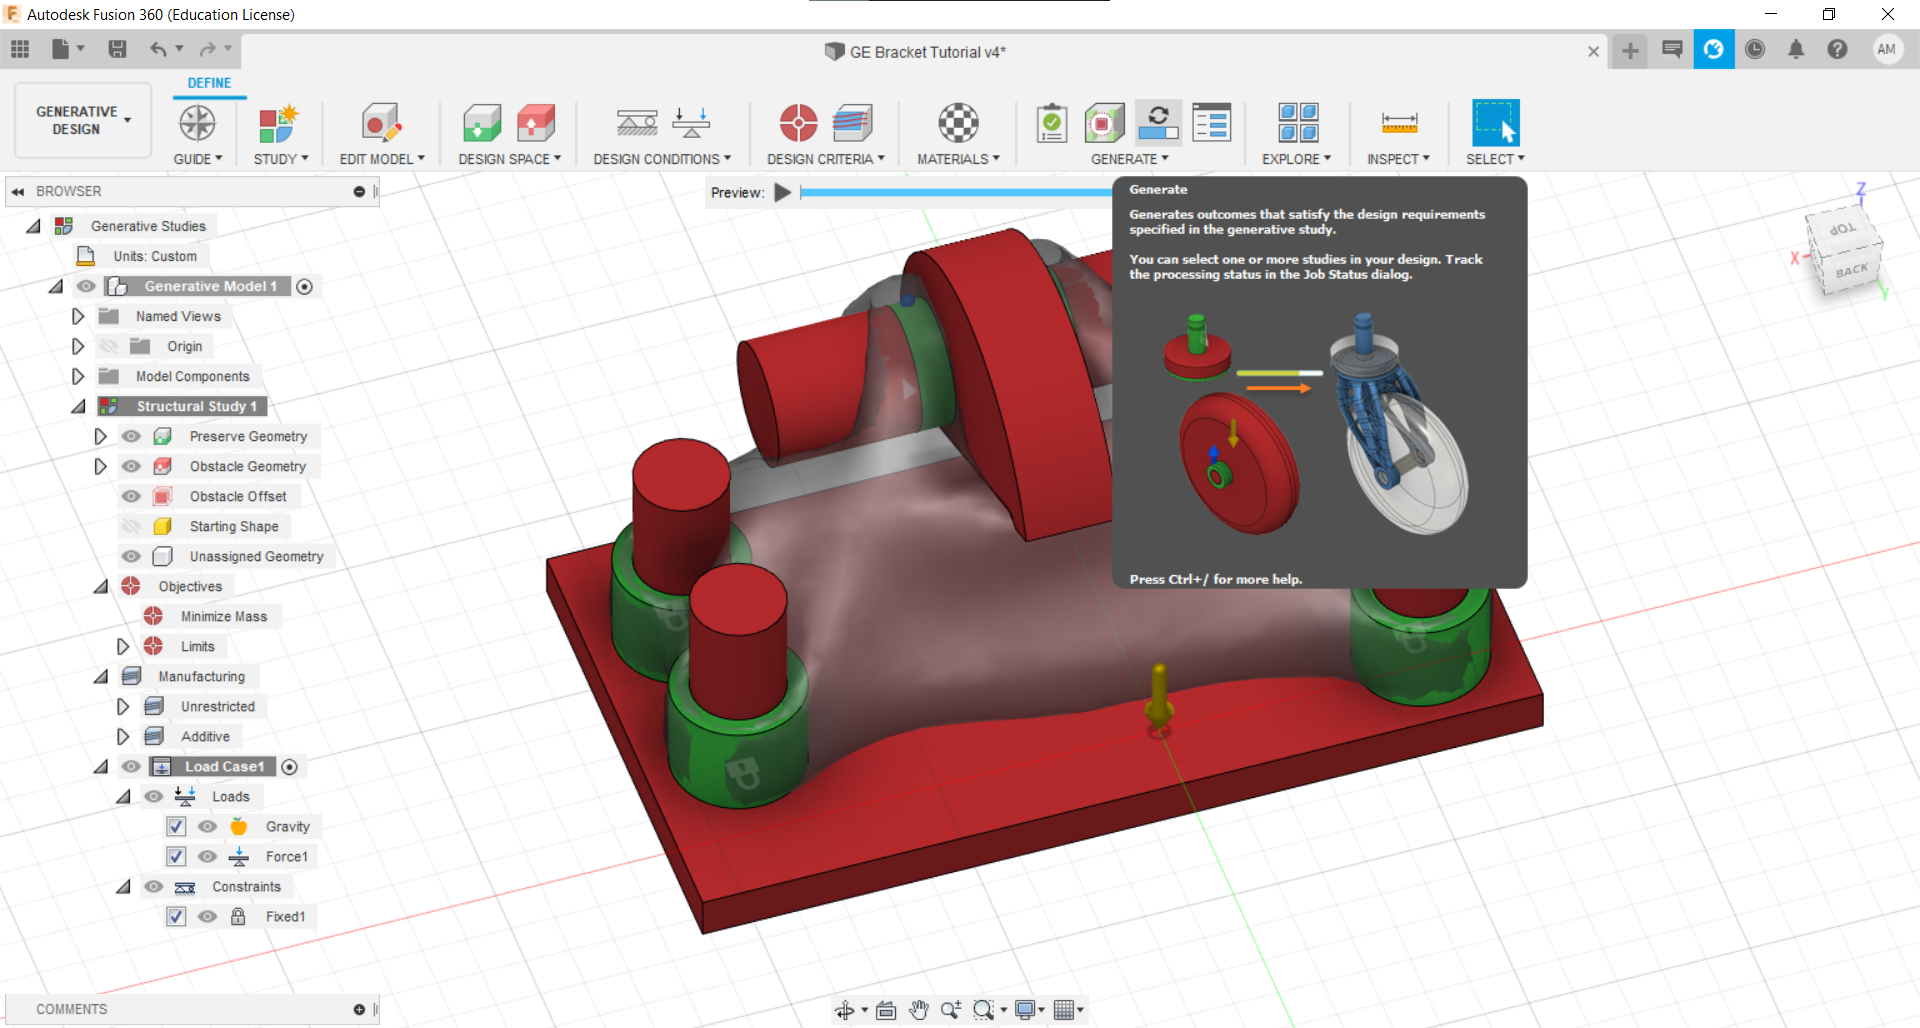 Autodesk Fusion 360 (Education License)
GE Bracket Tutorial v4*
AM
DEFINE
GENERATIVE
DESIGN
GUIDE
STUDY
EDIT MODEL
DESIGN SPACE
DESIGN CONDITIONS
DESIGN CRITERIA
MATERIALS
GENERATE
EXPLORE
INSPECT
SELECT
BROWSER
Preview:
Generative Studies
Units: Custom
Generative Model 1
Named Views
Origin
Model Components
Structural Study 1
Preserve Geometry
Obstacle Geometry
Obstacle Offset
Starting Shape
Unassigned Geometry
Objectives
Minimize Mass
Limits
Manufacturing
Unrestricted
Additive
Load Case1
Loads
Gravity
Force1
Constraints
Fixed1
Generate
Generates outcomes that satisfy the design requirements
specified in the generative study.
You can select one or more studies in your design. Track
the processing status in the Job Status dialog.
Press Ctrl+/ for more help.
Z
TOP
X
BACK
Y
COMMENTS